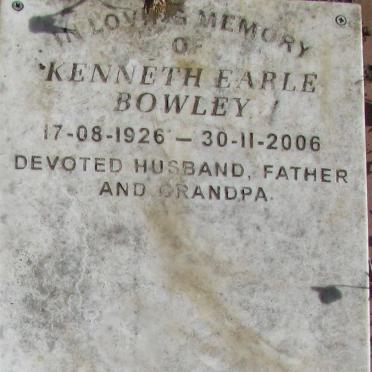 IN LOVING MEMORY
OF
KENNETH EARLE
BOWLEY
17-08-1926 — 30-11-2006
DEVOTED HUSBAND, FATHER
AND GRANDPA